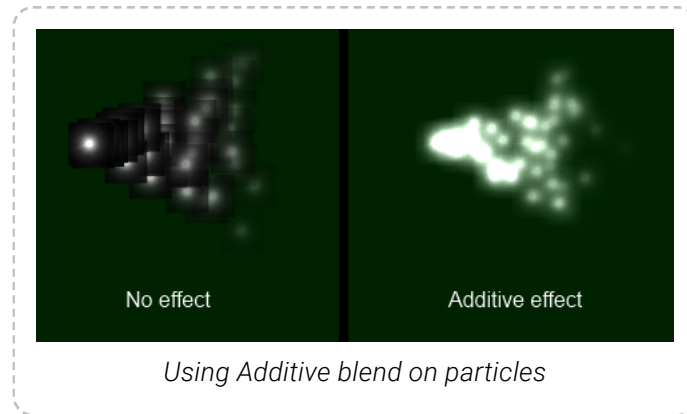 No effect
Additive effect
Using Additive blend on particles